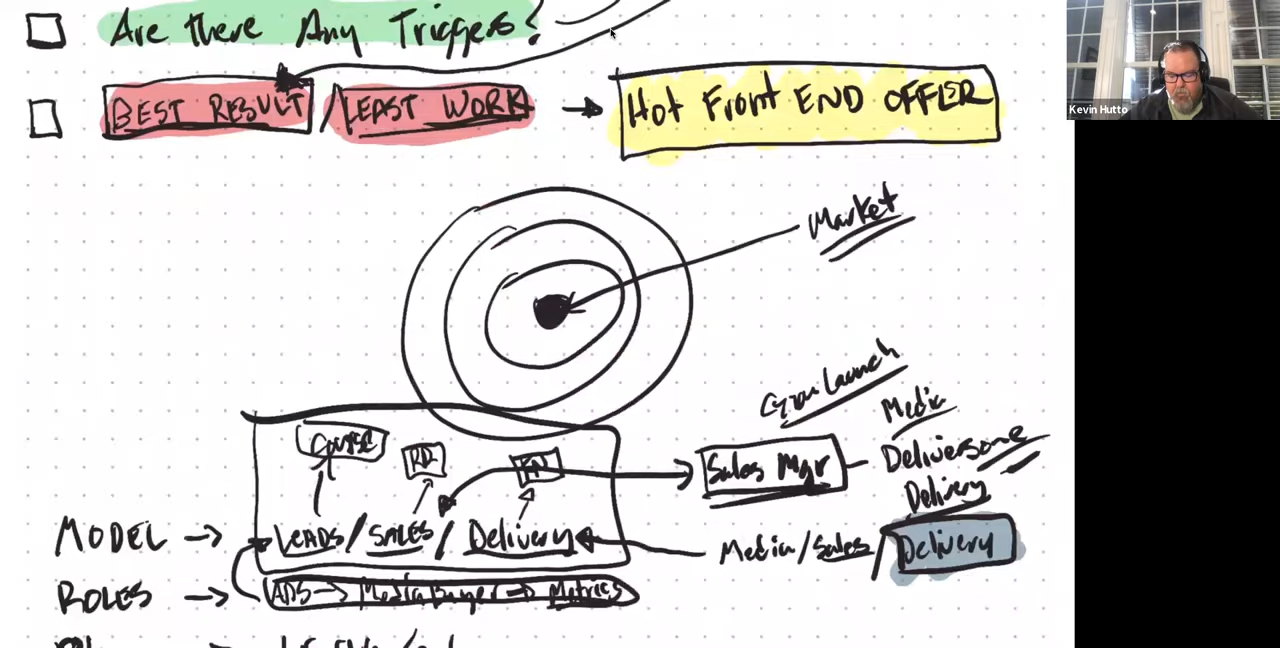 Are there Any Triggers?
Kevin Hutto
BEST RESULT / LEAST WORK → Hot Front END OFFER
Market
Media
Sales Mgr
Delivery
MODEL → LEADS / SALES / Delivery
Media / Sales / Delivery
ROLES → ADS → Media Buyer → Metrics